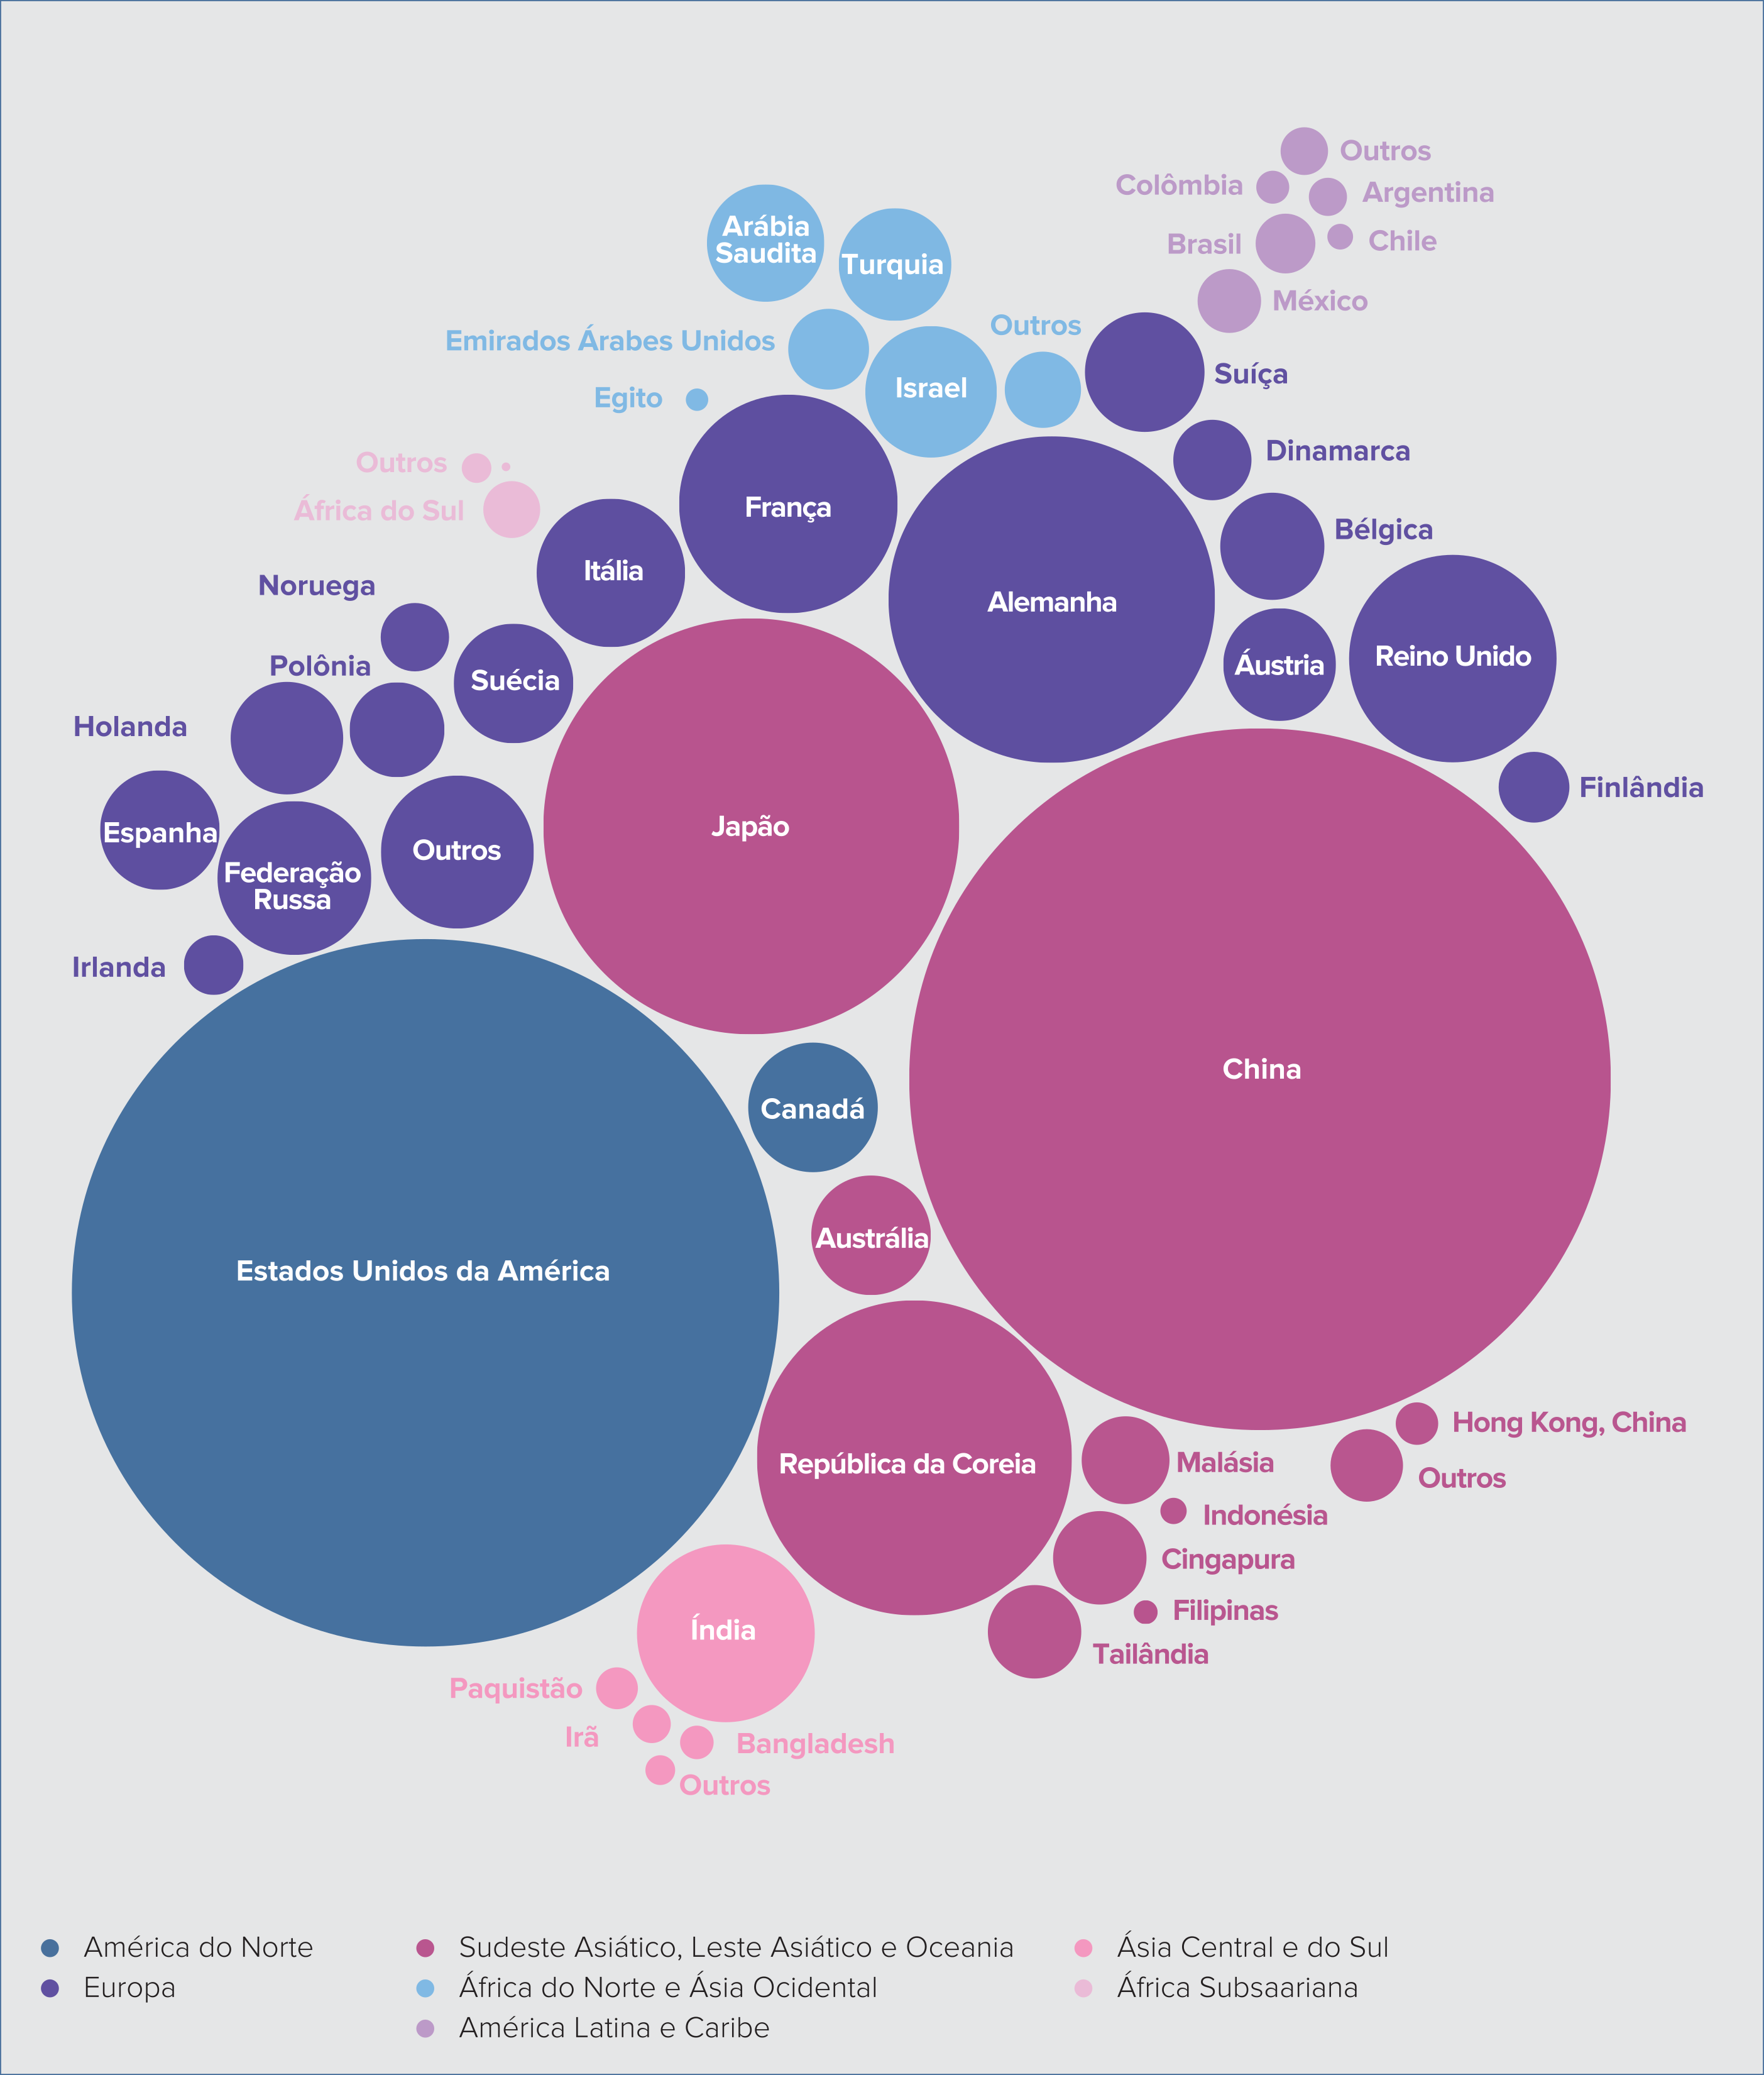 Outros
Colômbia
Argentina
Brasil
Chile
México
Arábia
Saudita
Turquia
Emirados Árabes Unidos
Outros
Israel
Egito
Suíça
Dinamarca
Outros
África do Sul
França
Bélgica
Itália
Noruega
Alemanha
Polônia
Suécia
Áustria
Reino Unido
Holanda
Finlândia
Espanha
Japão
Outros
Federação
Russa
Irlanda
China
Canadá
Austrália
Estados Unidos da América
República da Coreia
Hong Kong, China
Malásia
Outros
Indonésia
Cingapura
Filipinas
Tailândia
Índia
Paquistão
Irã
Bangladesh
Outros
América do Norte
Europa
Sudeste Asiático, Leste Asiático e Oceania
África do Norte e Ásia Ocidental
América Latina e Caribe
Ásia Central e do Sul
África Subsaariana